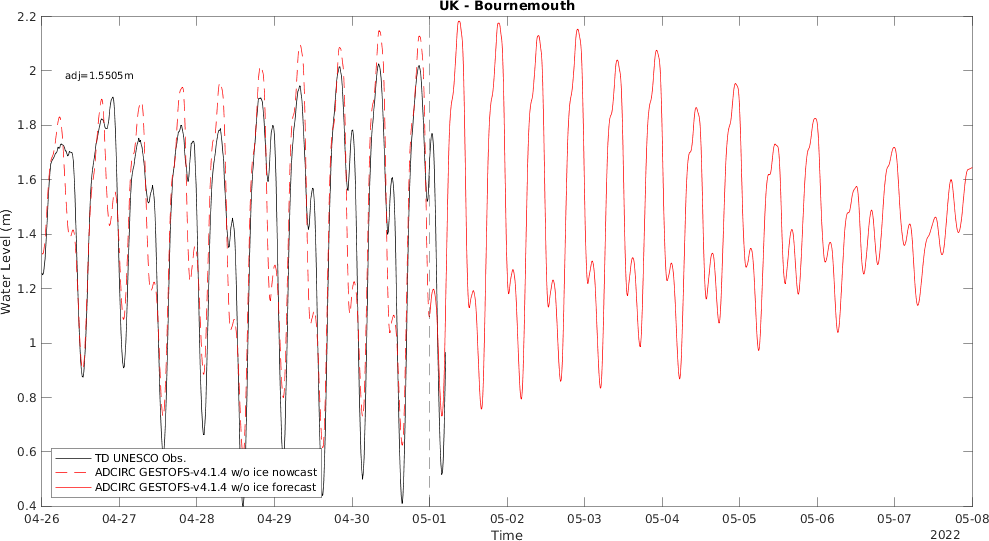 UK - Bournemouth
2.2
2
1.8
1.6
1.4
1.2
1
0.8
0.6
0.4
Water Level (m)
adj=1.5505m
TD UNESCO Obs.
ADCIRC GESTOFS-v4.1.4 w/o ice nowcast
ADCIRC GESTOFS-v4.1.4 w/o ice forecast
04-26 04-27 04-28 04-29 04-30 05-01 05-02 05-03 05-04 05-05 05-06 05-07 05-08
Time
2022